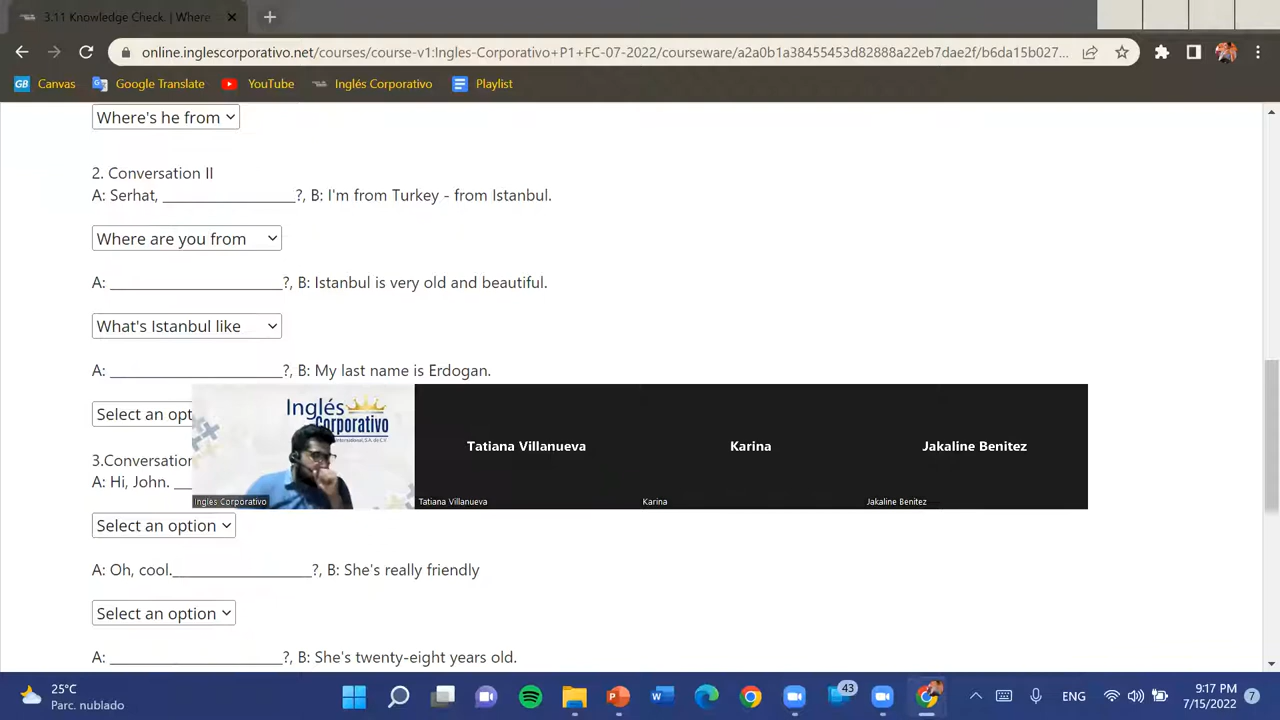 3.11 Knowledge Check. | Where
online.inglescorporativo.net/courses/course-v1:Ingles-Corporativo+P1+FC-07-2022/courseware/a2a0b1a38455453d82888a22eb7dae2f/b6da15b027...
GB Canvas Google Translate YouTube Inglés Corporativo Playlist
Where's he from
2. Conversation II
A: Serhat, _________________?, B: I'm from Turkey - from Istanbul.
Where are you from
A: ______________________?, B: Istanbul is very old and beautiful.
What's Istanbul like
A: ______________________?, B: My last name is Erdogan.
Select an opt
Inglés
Corporativo
Tatiana Villanueva Karina Jakaline Benitez
3.Conversation
A: Hi, John. __
Ingles Corporativo Tatiana Villanueva Karina Jakaline Benitez
Select an option
A: Oh, cool.__________________?, B: She's really friendly
Select an option
A: ______________________?, B: She's twenty-eight years old.
25°C
Parc. nublado
43
ENG
9:17 PM
7/15/2022
7